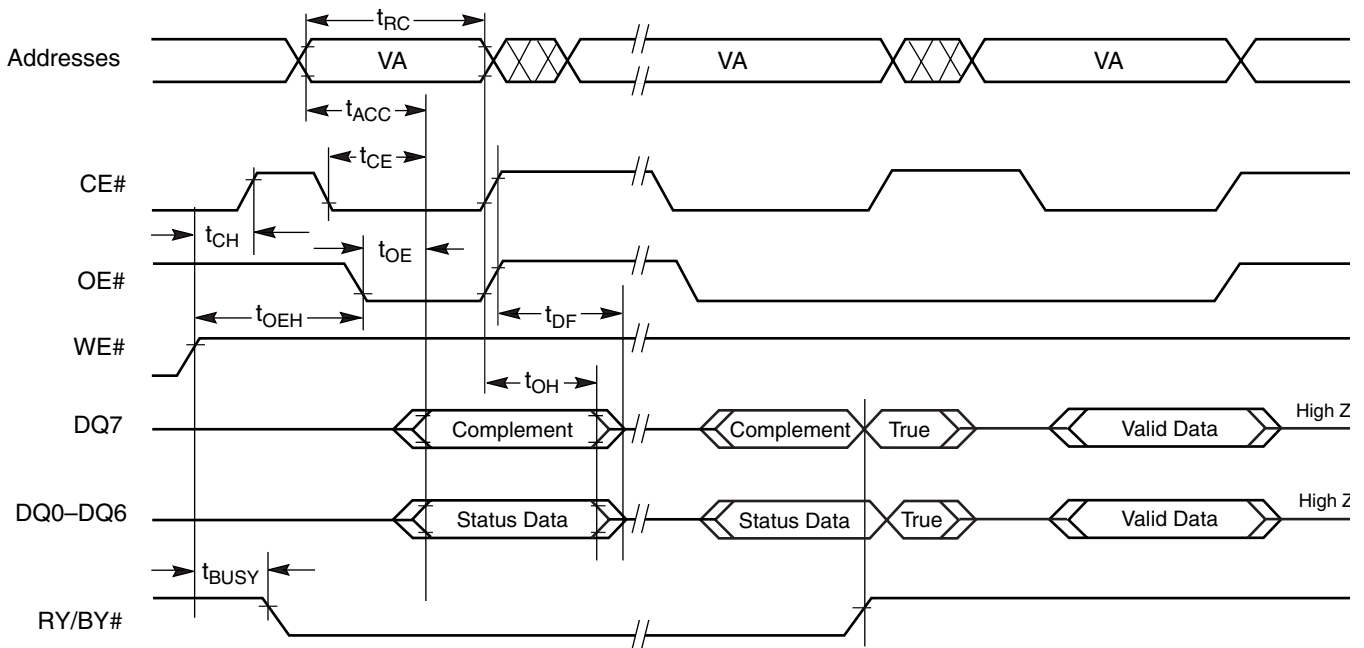 tRC
Addresses VA VA VA
tACC
tCE
CE#
tCH
tOE
OE#
tOEH
tDF
WE#
tOH
DQ7 Complement Complement True Valid Data High Z
DQ0–DQ6 Status Data Status Data True Valid Data High Z
tBUSY
RY/BY#